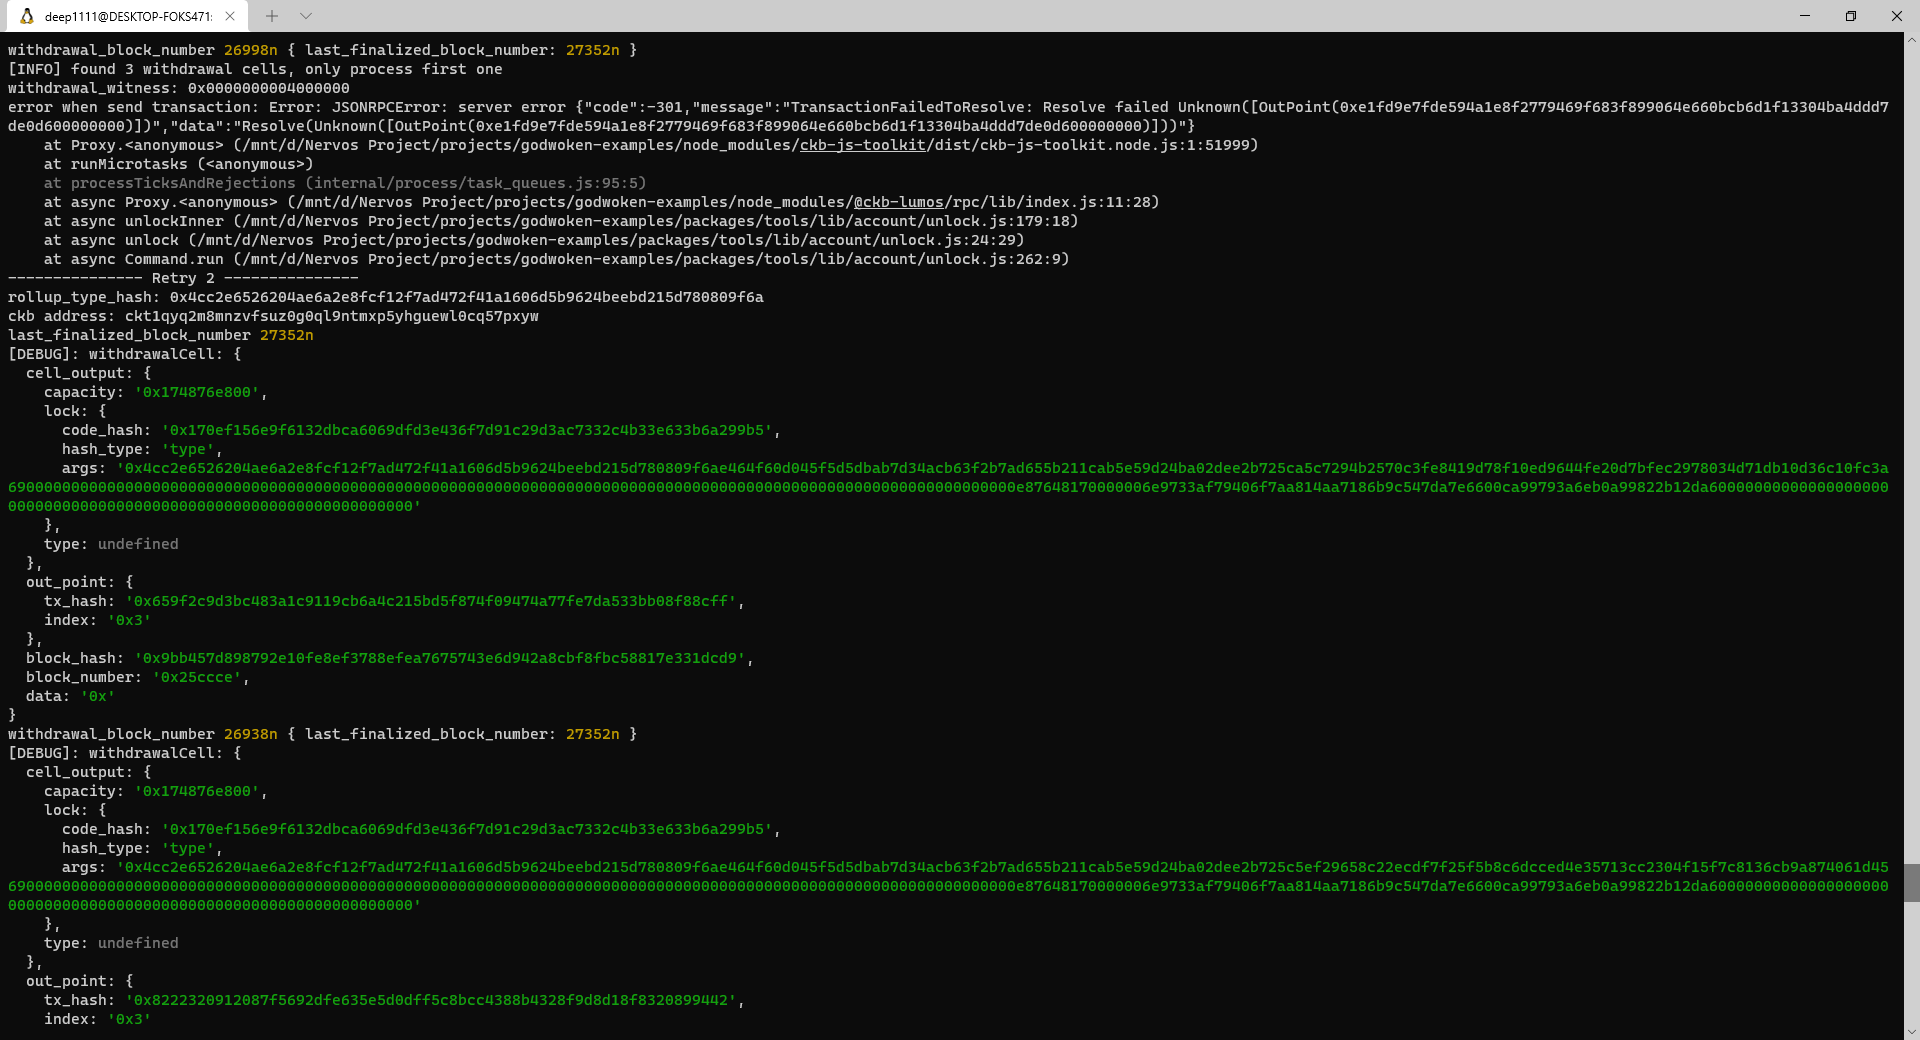 deep1111@DESKTOP-FOKS471:
withdrawal_block_number 26998n { last_finalized_block_number: 27352n }
[INFO] found 3 withdrawal cells, only process first one
withdrawal_witness: 0x0000000004000000
error when send transaction: Error: JSONRPCError: server error {"code":-301,"message":"TransactionFailedToResolve: Resolve failed Unknown([OutPoint(0xe1fd9e7fde594a1e8f2779469f683f899064e660bcb6d1f13304ba4ddd7
de0d600000000)])","data":"Resolve(Unknown([OutPoint(0xe1fd9e7fde594a1e8f2779469f683f899064e660bcb6d1f13304ba4ddd7de0d600000000)]))"}
    at Proxy.<anonymous> (/mnt/d/Nervos Project/projects/godwoken-examples/node_modules/ckb-js-toolkit/dist/ckb-js-toolkit.node.js:1:51999)
    at runMicrotasks (<anonymous>)
    at processTicksAndRejections (internal/process/task_queues.js:95:5)
    at async Proxy.<anonymous> (/mnt/d/Nervos Project/projects/godwoken-examples/node_modules/@ckb-lumos/rpc/lib/index.js:11:28)
    at async unlockInner (/mnt/d/Nervos Project/projects/godwoken-examples/packages/tools/lib/account/unlock.js:179:18)
    at async unlock (/mnt/d/Nervos Project/projects/godwoken-examples/packages/tools/lib/account/unlock.js:24:29)
    at async Command.run (/mnt/d/Nervos Project/projects/godwoken-examples/packages/tools/lib/account/unlock.js:262:9)
--------------- Retry 2 ---------------
rollup_type_hash: 0x4cc2e6526204ae6a2e8fcf12f7ad472f41a1606d5b9624beebd215d780809f6a
ckb address: ckt1qyq2m8mnzvfsuz0g0ql9ntmxp5yhguewl0cq57pxyw
last_finalized_block_number 27352n
[DEBUG]: withdrawalCell: {
  cell_output: {
    capacity: '0x174876e800',
    lock: {
      code_hash: '0x170ef156e9f6132dbca6069dfd3e436f7d91c29d3ac7332c4b33e633b6a299b5',
      hash_type: 'type',
      args: '0x4cc2e6526204ae6a2e8fcf12f7ad472f41a1606d5b9624beebd215d780809f6ae464f60d045f5d5dbab7d34acb63f2b7ad655b211cab5e59d24ba02dee2b725ca5c7294b2570c3fe8419d78f10ed9644fe20d7bfec2978034d71db10d36c10fc3a
    },
    type: undefined
  },
  out_point: {
    tx_hash: '0x659f2c9d3bc483a1c9119cb6a4c215bd5f874f09474a77fe7da533bb08f88cff',
    index: '0x3'
  },
  block_hash: '0x9bb457d898792e10fe8ef3788efea7675743e6d942a8cbf8fbc58817e331dcd9',
  block_number: '0x25ccce',
  data: '0x'
}
withdrawal_block_number 26938n { last_finalized_block_number: 27352n }
[DEBUG]: withdrawalCell: {
  cell_output: {
    capacity: '0x174876e800',
    lock: {
      code_hash: '0x170ef156e9f6132dbca6069dfd3e436f7d91c29d3ac7332c4b33e633b6a299b5',
      hash_type: 'type',
      args: '0x4cc2e6526204ae6a2e8fcf12f7ad472f41a1606d5b9624beebd215d780809f6ae464f60d045f5d5dbab7d34acb63f2b7ad655b211cab5e59d24ba02dee2b725c5ef29658c22ecdf7f25f5b8c6dcced4e35713cc2304f15f7c8136cb9a874061d45
    },
    type: undefined
  },
  out_point: {
    tx_hash: '0x8222320912087f5692dfe635e5d0dff5c8bcc4388b4328f9d8d18f8320899442',
    index: '0x3'